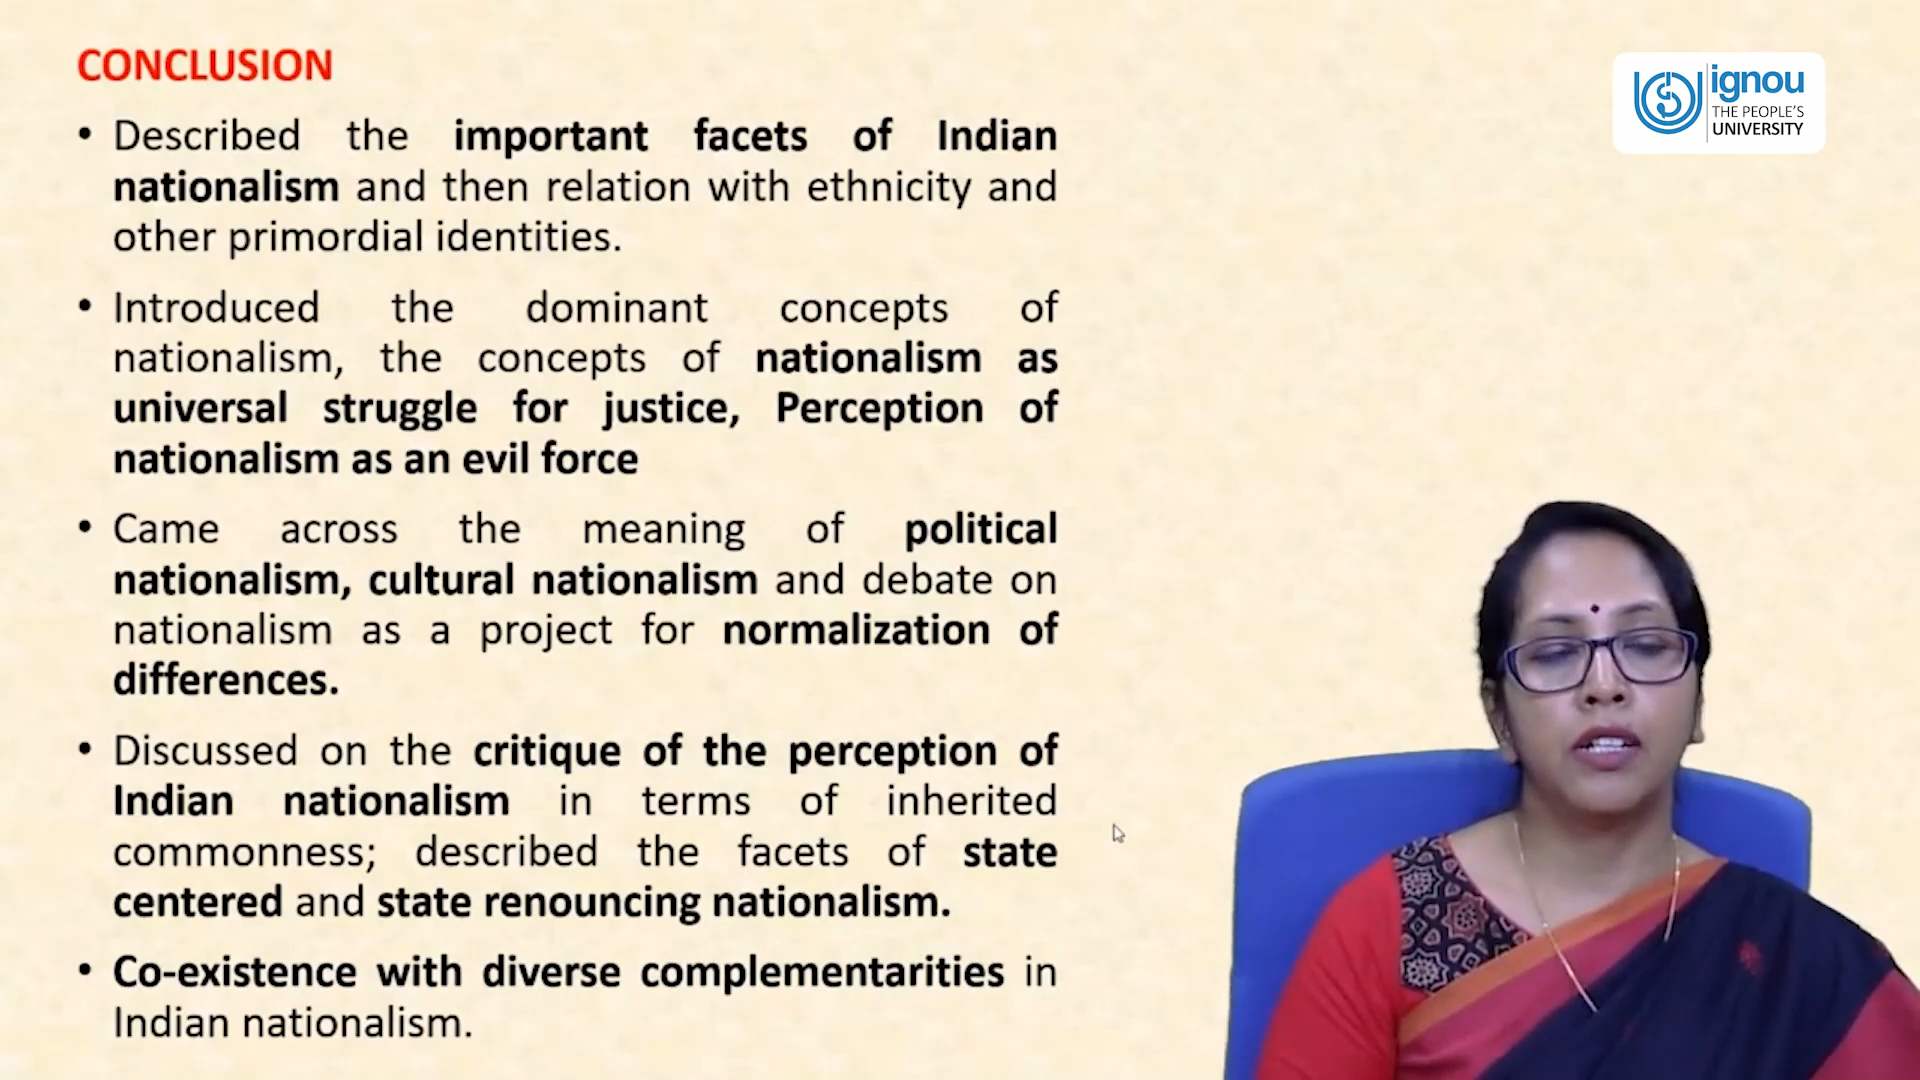 CONCLUSION
ignou
THE PEOPLE'S
UNIVERSITY
• Described the important facets of Indian
nationalism and then relation with ethnicity and
other primordial identities.
• Introduced the dominant concepts of
nationalism, the concepts of nationalism as
universal struggle for justice, Perception of
nationalism as an evil force
• Came across the meaning of political
nationalism, cultural nationalism and debate on
nationalism as a project for normalization of
differences.
• Discussed on the critique of the perception of
Indian nationalism in terms of inherited
commonness; described the facets of state
centered and state renouncing nationalism.
• Co-existence with diverse complementarities in
Indian nationalism.